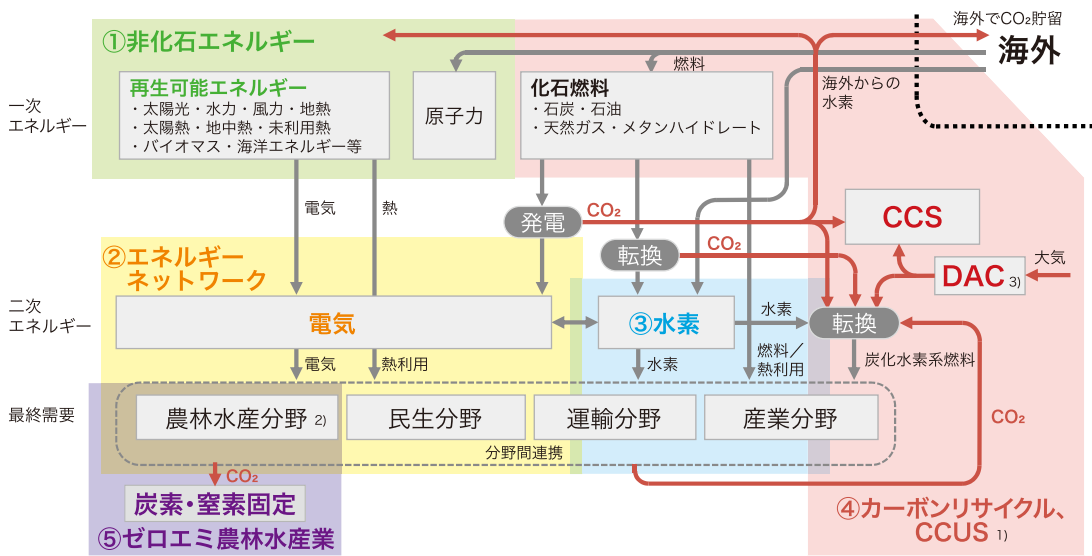 海外でCO₂貯留
①非化石エネルギー
海外
燃料
海外からの
水素
一次
エネルギー
再生可能エネルギー
・太陽光・水力・風力・地熱
・太陽熱・地中熱・未利用熱
・バイオマス・海洋エネルギー等
原子力
化石燃料
・石炭・石油
・天然ガス・メタンハイドレート
電気
熱
発電
CO₂
CCS
転換
CO₂
②エネルギー
ネットワーク
大気
DAC 3)
二次
エネルギー
電気
③水素
水素
転換
電気
熱利用
水素
燃料／
熱利用
炭化水素系燃料
最終需要
農林水産分野 2)
民生分野
運輸分野
産業分野
CO₂
分野間連携
CO₂
炭素・窒素固定
⑤ゼロエミ農林水産業
④カーボンリサイクル、
CCUS 1)